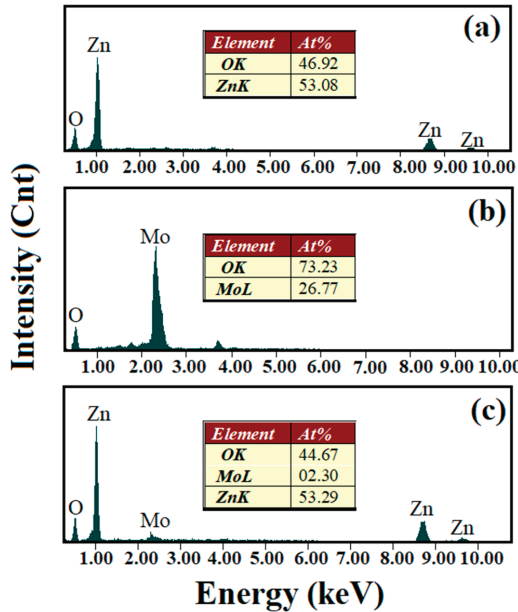 (a)
Zn
O
Element At%
OK 46.92
ZnK 53.08
Zn
Zn
1.00 2.00 3.00 4.00 5.00 6.00 7.00 8.00 9.00 10.00
(b)
Mo
O
Element At%
OK 73.23
MoL 26.77
1.00 2.00 3.00 4.00 5.00 6.00 7.00 8.00 9.00 10.00
(c)
Zn
O
Mo
Element At%
OK 44.67
MoL 02.30
ZnK 53.29
Zn
Zn
1.00 2.00 3.00 4.00 5.00 6.00 7.00 8.00 9.00 10.00
Intensity (Cnt)
Energy (keV)